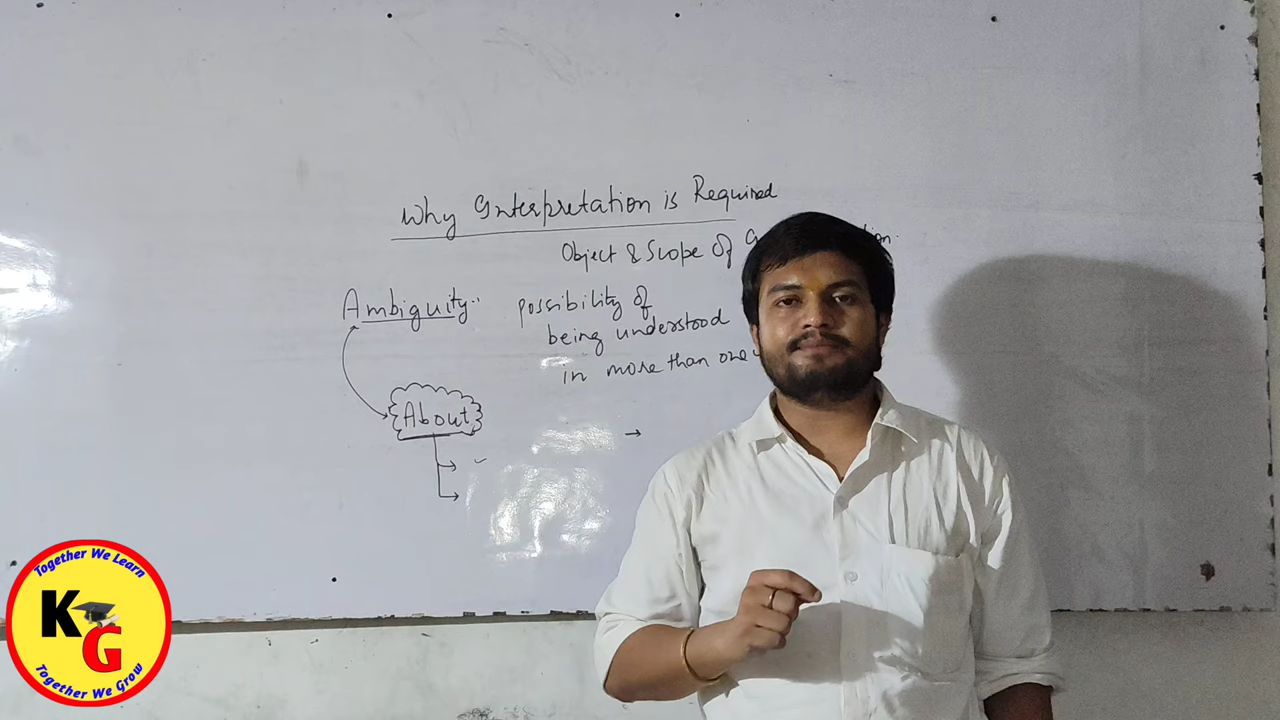 Why Interpretation is Required
Object & Scope of
Ambiguity :-
possibility of
being understood
in more than one
About
Together We Learn
KG
Together We Grow